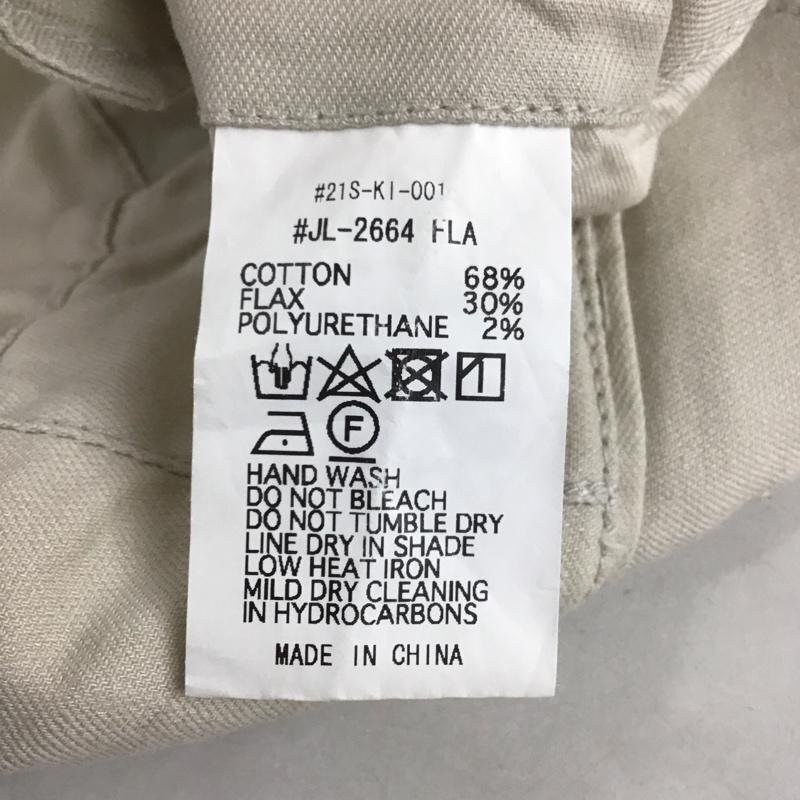 #21S-KI-001
#JL-2664 FLA
COTTON 68%
FLAX 30%
POLYURETHANE 2%
F
HAND WASH
DO NOT BLEACH
DO NOT TUMBLE DRY
LINE DRY IN SHADE
LOW HEAT IRON
MILD DRY CLEANING
IN HYDROCARBONS
MADE IN CHINA